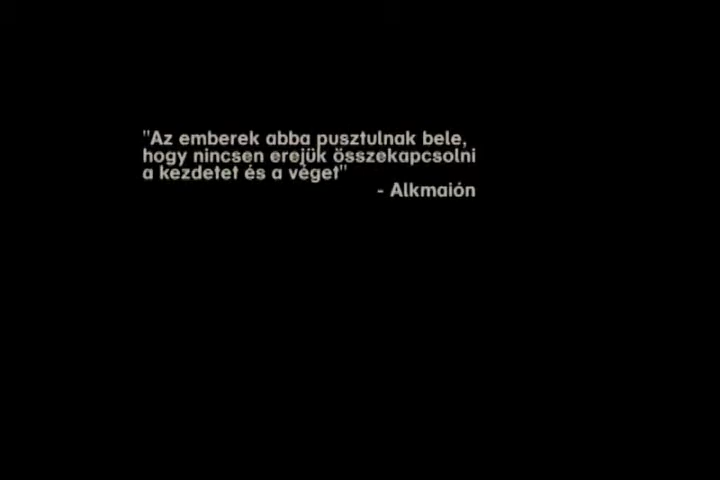 "Az emberek abba pusztulnak bele,
hogy nincsen erejük összekapcsolni
a kezdetet és a véget"
- Alkmaión